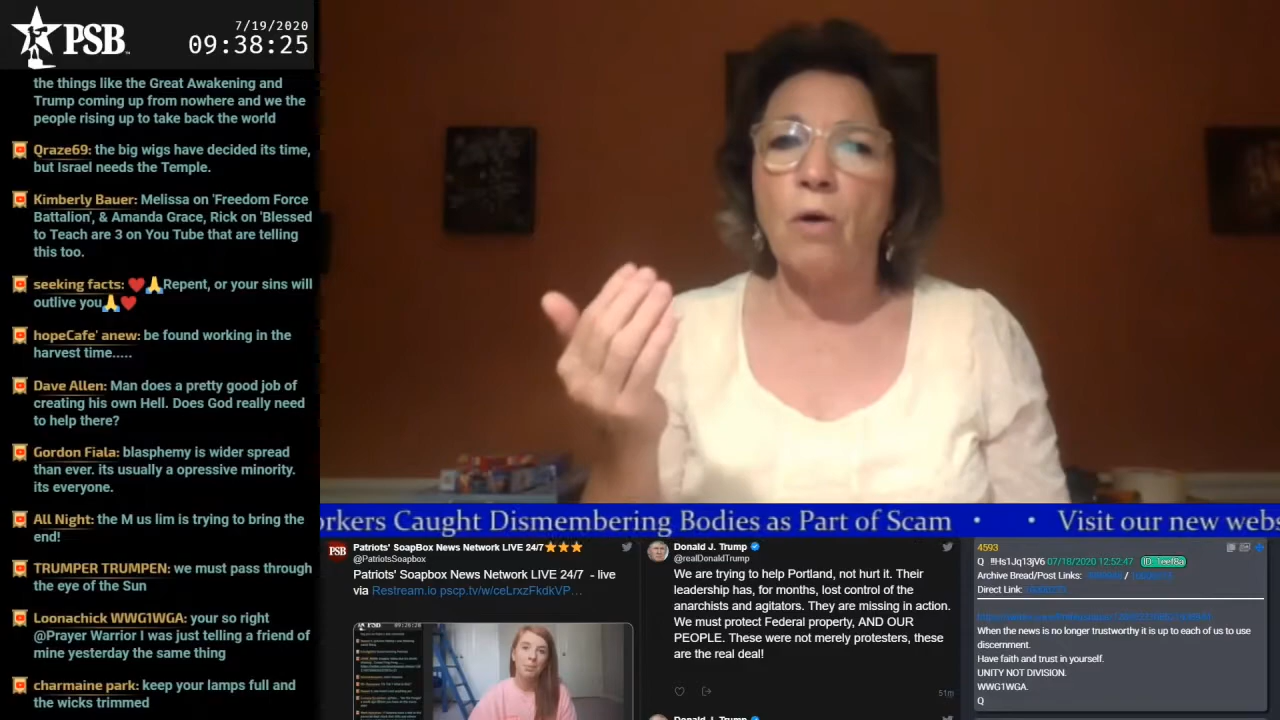 PSB
7/19/2020
09:38:25
the things like the Great Awakening and
Trump coming up from nowhere and we the
people rising up to take back the world
Qraze69: the big wigs have decided its time,
but Israel needs the Temple.
Kimberly Bauer: Melissa on 'Freedom Force
Battalion', & Amanda Grace, Rick on 'Blessed
to Teach are 3 on You Tube that are telling
this too.
seeking facts: ❤️🙏Repent, or your sins will
outlive you🙏❤️
hopeCafe' anew: be found working in the
harvest time.....
Dave Allen: Man does a pretty good job of
creating his own Hell. Does God really need
to help there?
Gordon Fiala: blasphemy is wider spread
than ever. its usually a opressive minority.
its everyone.
All Night: the M us lim is trying to bring the
end!
TRUMPER TRUMPEN: we must pass through
the eye of the Sun
Loonachick WWG1WGA: your so right
@Prayer Warrior I was just telling a friend of
mine yesterday the same thing
charmaine park: keep your lamps full and
the wicks trimmed
orkers Caught Dismembering Bodies as Part of Scam • • Visit our new webs
PSB
Patriots' SoapBox News Network LIVE 24/7⭐⭐⭐
@PatriotsSoapbox
Patriots' Soapbox News Network LIVE 24/7 - live
via Restream.io pscp.tv/w/ceLrxzFkdkVP…
Donald J. Trump
@realDonaldTrump
We are trying to help Portland, not hurt it. Their
leadership has, for months, lost control of the
anarchists and agitators. They are missing in action.
We must protect Federal property, AND OUR
PEOPLE. These were not merely protesters, these
are the real deal!
51m
Donald J. Trump
4593
Q !!Hs1Jq13jV6 07/18/2020 12:52:47 ID: 1eef8a
Archive Bread/Post Links: /
Direct Link:
When the news is no longer trustworthy it is up to each of us to use
discernment.
Have faith and trust in yourself.
UNITY NOT DIVISION.
WWG1WGA.
Q